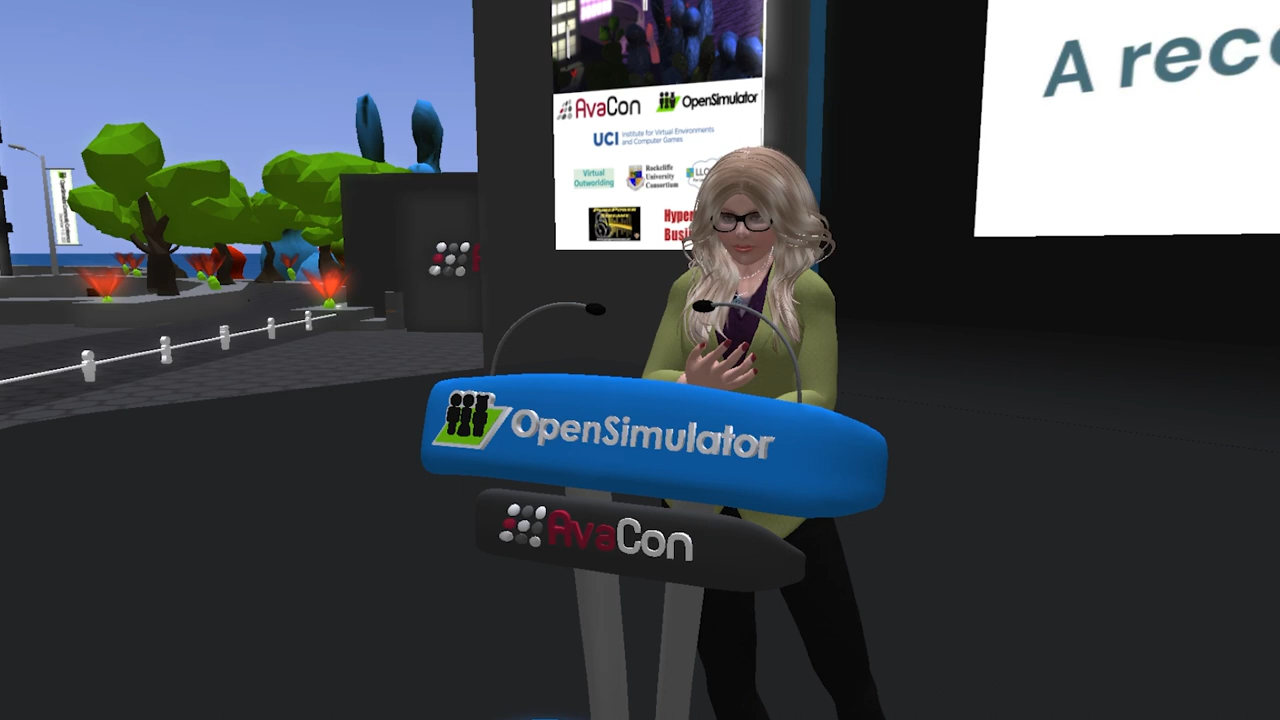 A rec
AvaCon
OpenSimulator
UCI
Institute for Virtual Environments
and Computer Games
Virtual
Outworlding
Rockcliffe
University
Consortium
Hyper
Busi
OpenSimulator
AvaCon